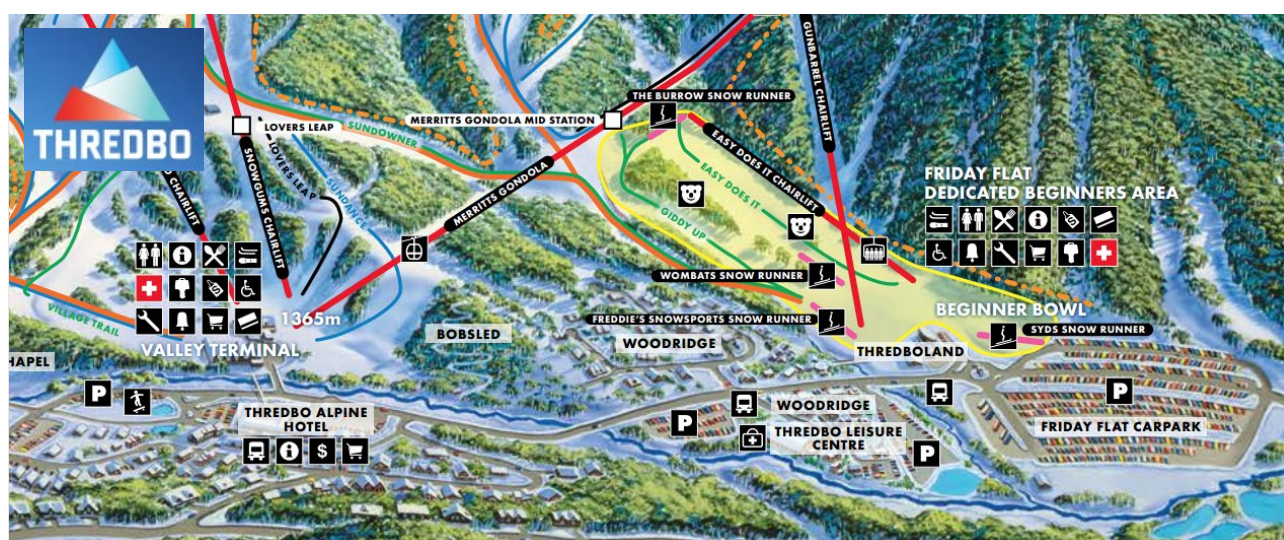 THREDBO
GUNBARREL CHAIRLIFT
THE BURROW SNOW RUNNER
LOVERS LEAP
SUNDOWNER
MERRITTS GONDOLA MID STATION
EASY DOES IT CHAIRLIFT
EASY DOES IT
GIDDY UP
LOVERS LEAP
SNOWGUMS CHAIRLIFT
SUNDANCE
MERRITTS GONDOLA
CHAIRLIFT
FRIDAY FLAT
DEDICATED BEGINNERS AREA
WOMBATS SNOW RUNNER
VILLAGE TRAIL
1365m
VALLEY TERMINAL
BOBSLED
FREDDIE'S SNOWSPORTS SNOW RUNNER
WOODRIDGE
BEGINNER BOWL
SYDS SNOW RUNNER
THREDBOLAND
HAPEL
P
P
THREDBO ALPINE
HOTEL
$
P
WOODRIDGE
THREDBO LEISURE
CENTRE
P
FRIDAY FLAT CARPARK